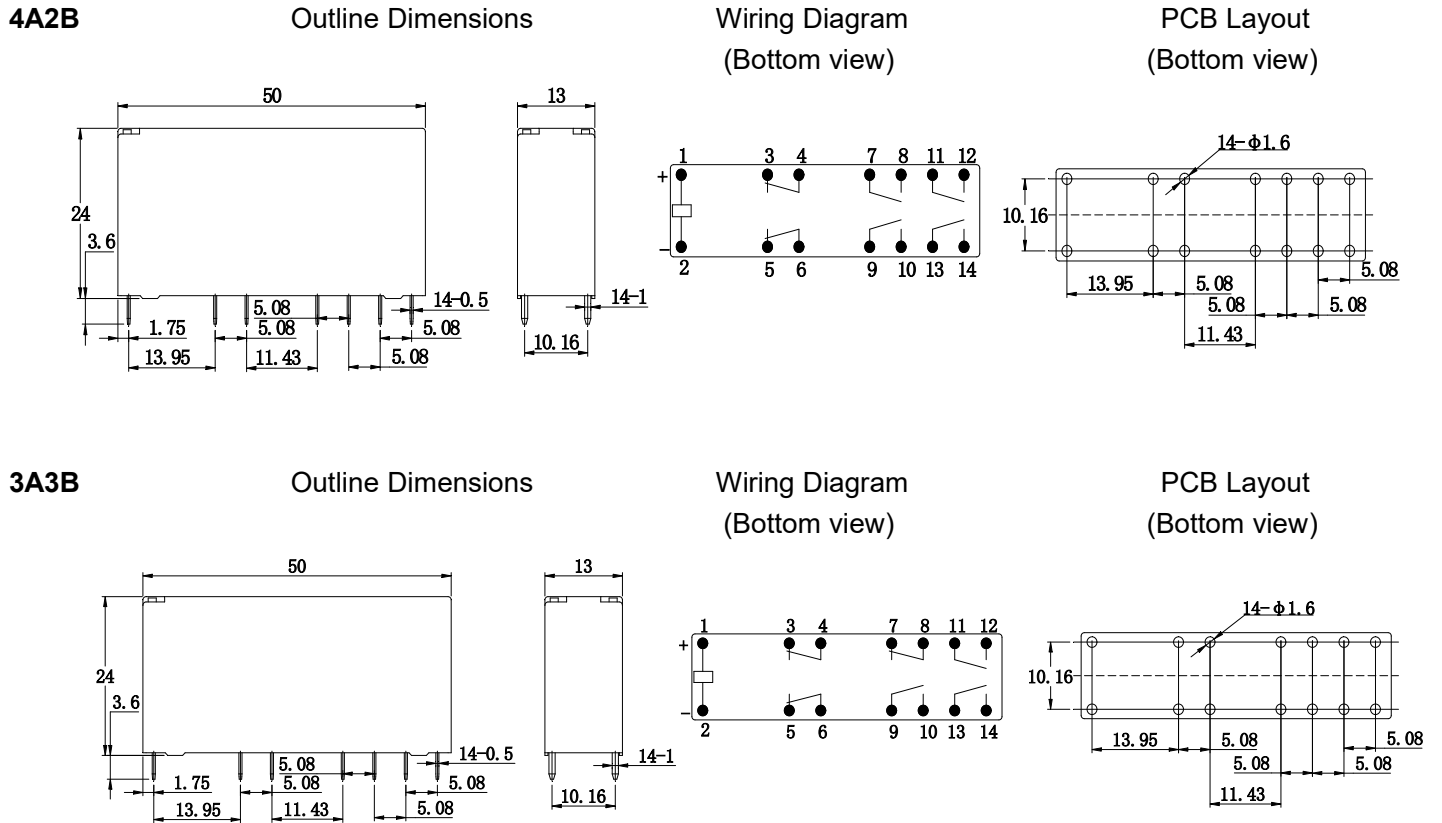 4A2B Outline Dimensions Wiring Diagram PCB Layout
(Bottom view) (Bottom view)
50 13
14-Φ1.6
1 3 4 7 8 11 12
+
24
10.16
3.6
−
2 5 6 9 10 13 14
5.08
13.95 5.08
5.08 14-0.5 14-1
5.08 5.08
1.75 5.08 5.08
11.43
10.16
13.95 11.43 5.08
3A3B Outline Dimensions Wiring Diagram PCB Layout
(Bottom view) (Bottom view)
50 13
14-Φ1.6
1 3 4 7 8 11 12
+
24
10.16
3.6
−
2 5 6 9 10 13 14
13.95 5.08 5.08
14-0.5 14-1
5.08 5.08 5.08
1.75 5.08 5.08
10.16 11.43
13.95 11.43 5.08